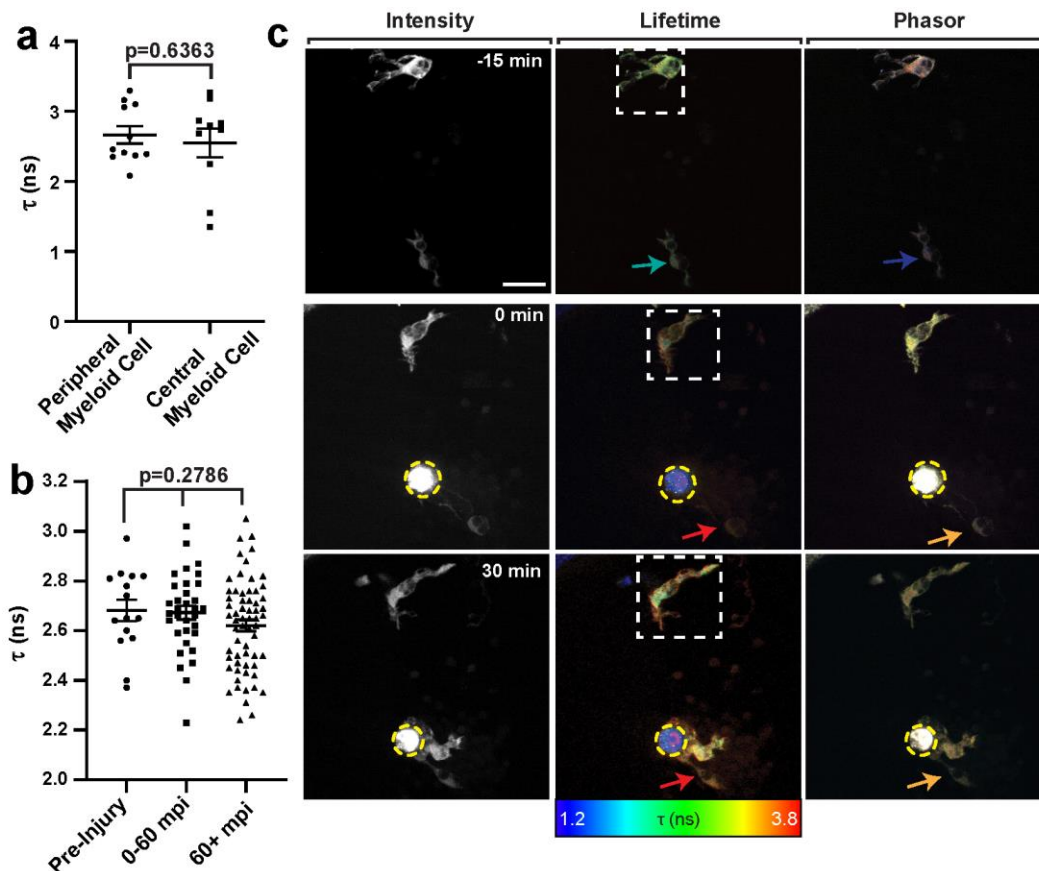 a
4
3
2
1
0
τ (ns)
p=0.6363
Peripheral
Myeloid Cell
Central
Myeloid Cell
b
3.2
3.0
2.8
2.6
2.4
2.2
2.0
τ (ns)
p=0.2786
Pre-Injury
0-60 mpi
60+ mpi
c
Intensity
Lifetime
Phasor
-15 min
0 min
30 min
1.2 τ (ns) 3.8